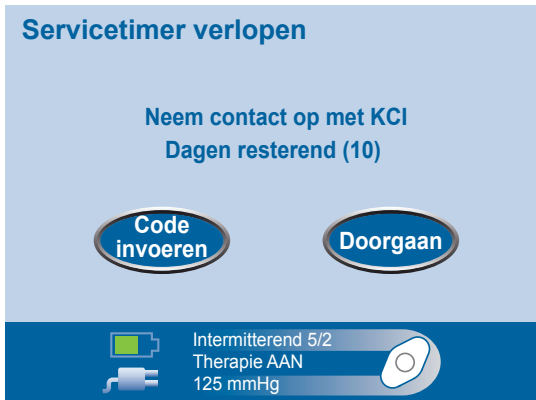 Servicetimer verlopen
Neem contact op met KCI
Dagen resterend (10)
Code
invoeren
Doorgaan
Intermitterend 5/2
Therapie AAN
125 mmHg